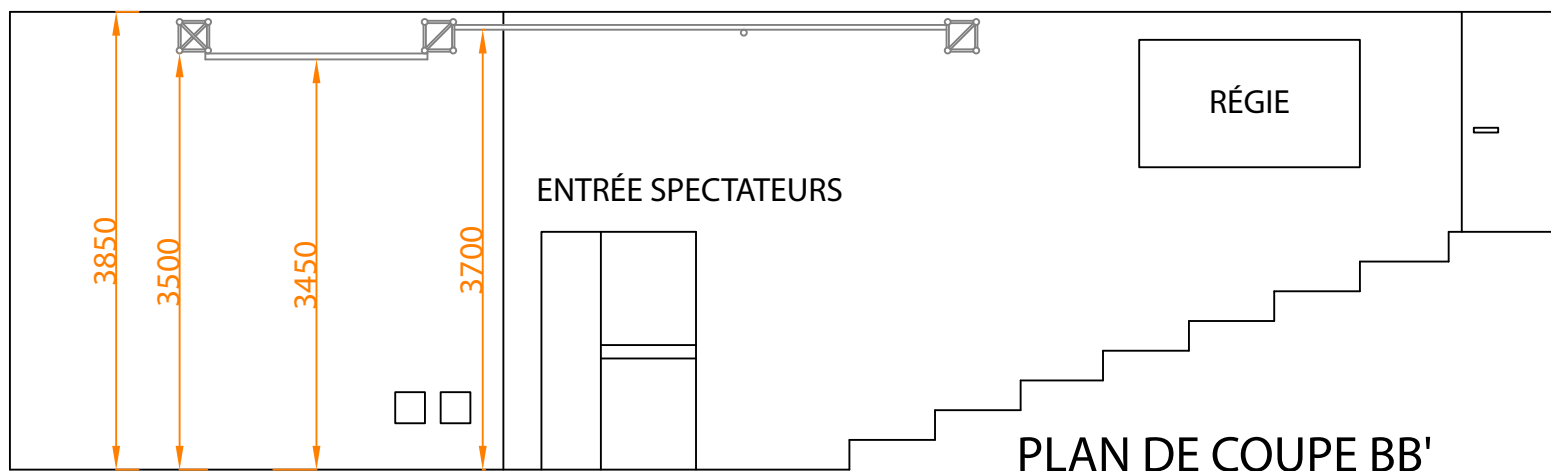 RÉGIE
ENTRÉE SPECTATEURS
3850
3500
3450
3700
PLAN DE COUPE BB'